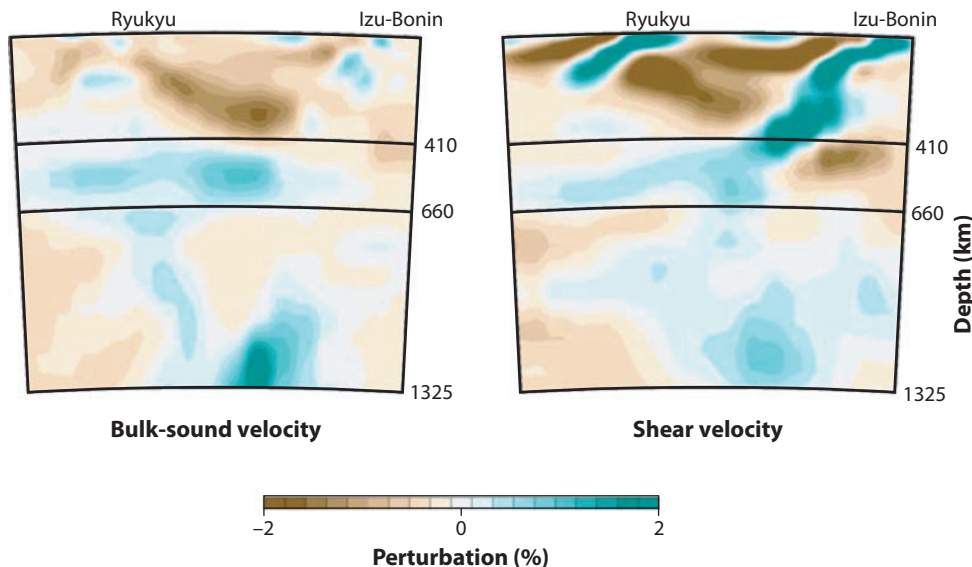 Ryukyu Izu-Bonin Ryukyu Izu-Bonin
410 410
660 660
1325 1325
Depth (km)
Bulk-sound velocity Shear velocity
–2 0 2
Perturbation (%)